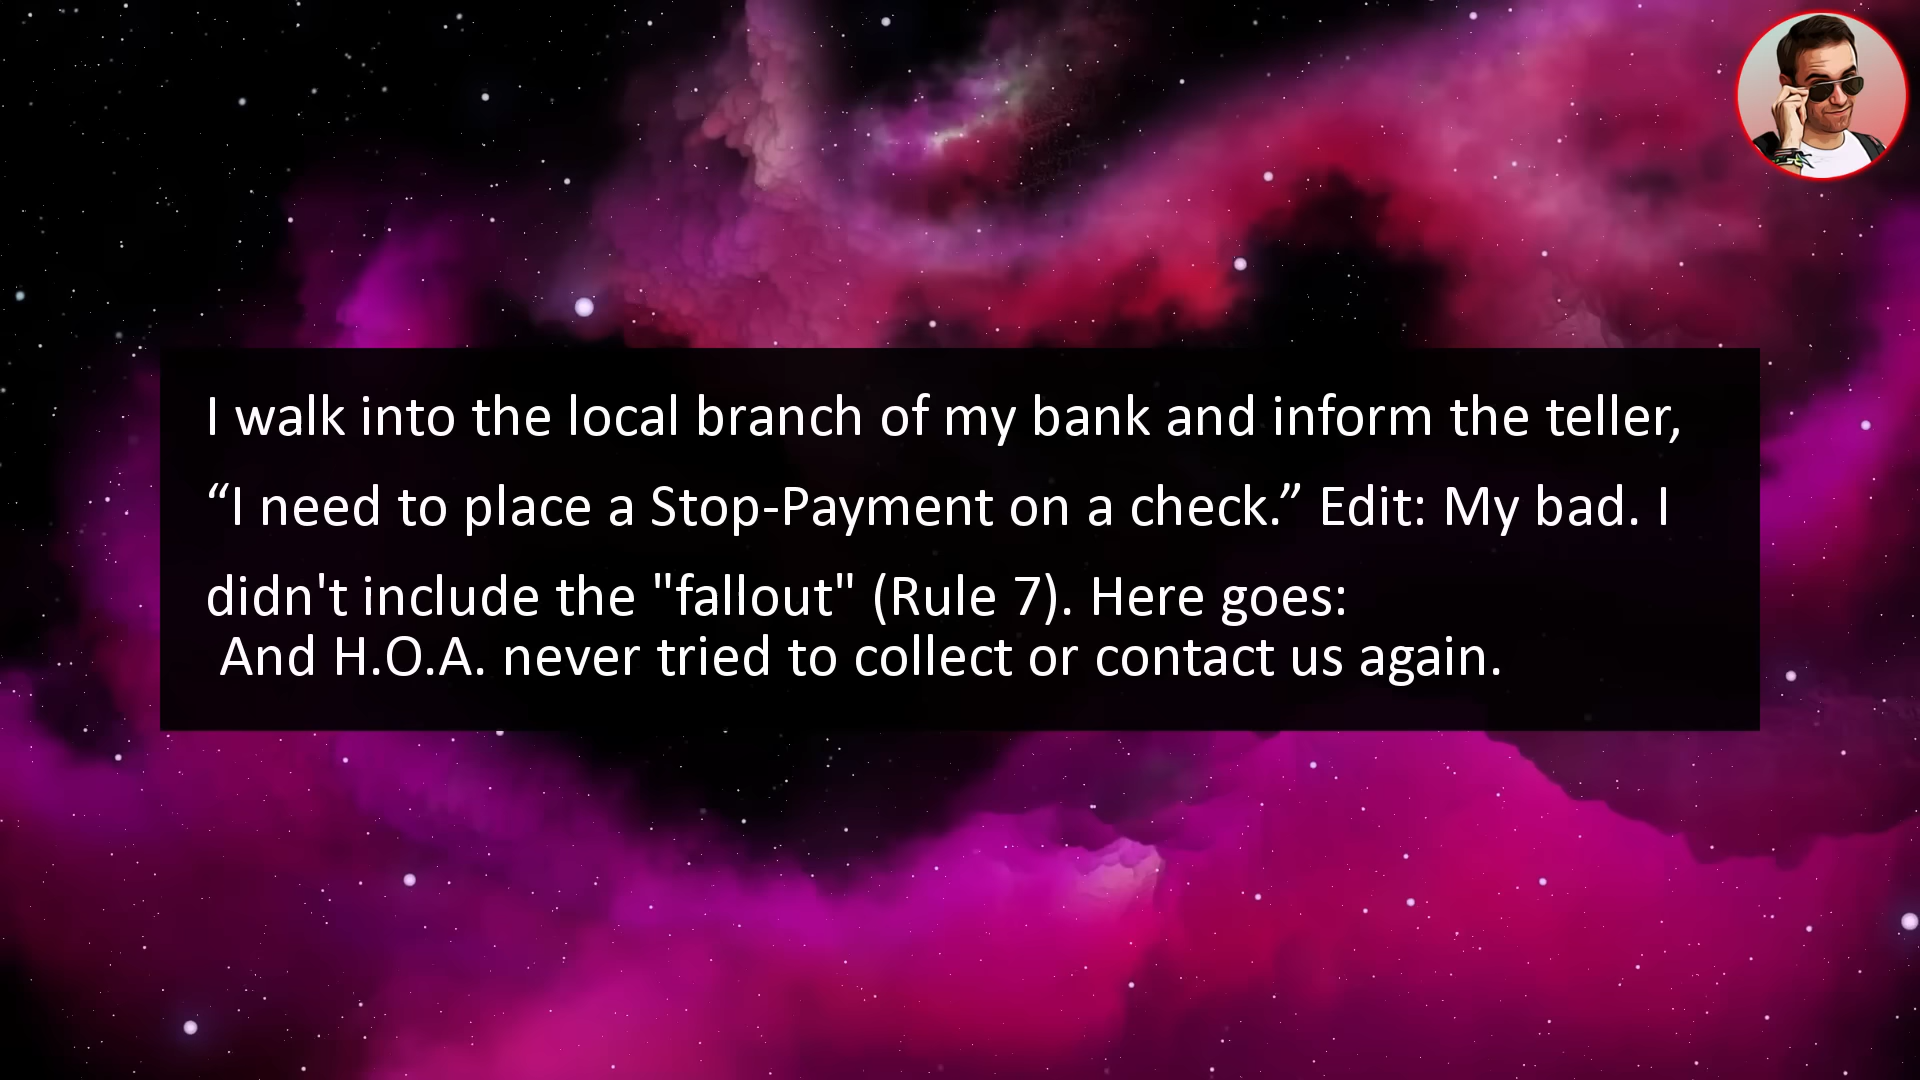 I walk into the local branch of my bank and inform the teller,
“I need to place a Stop-Payment on a check.” Edit: My bad. I
didn't include the "fallout" (Rule 7). Here goes:
And H.O.A. never tried to collect or contact us again.